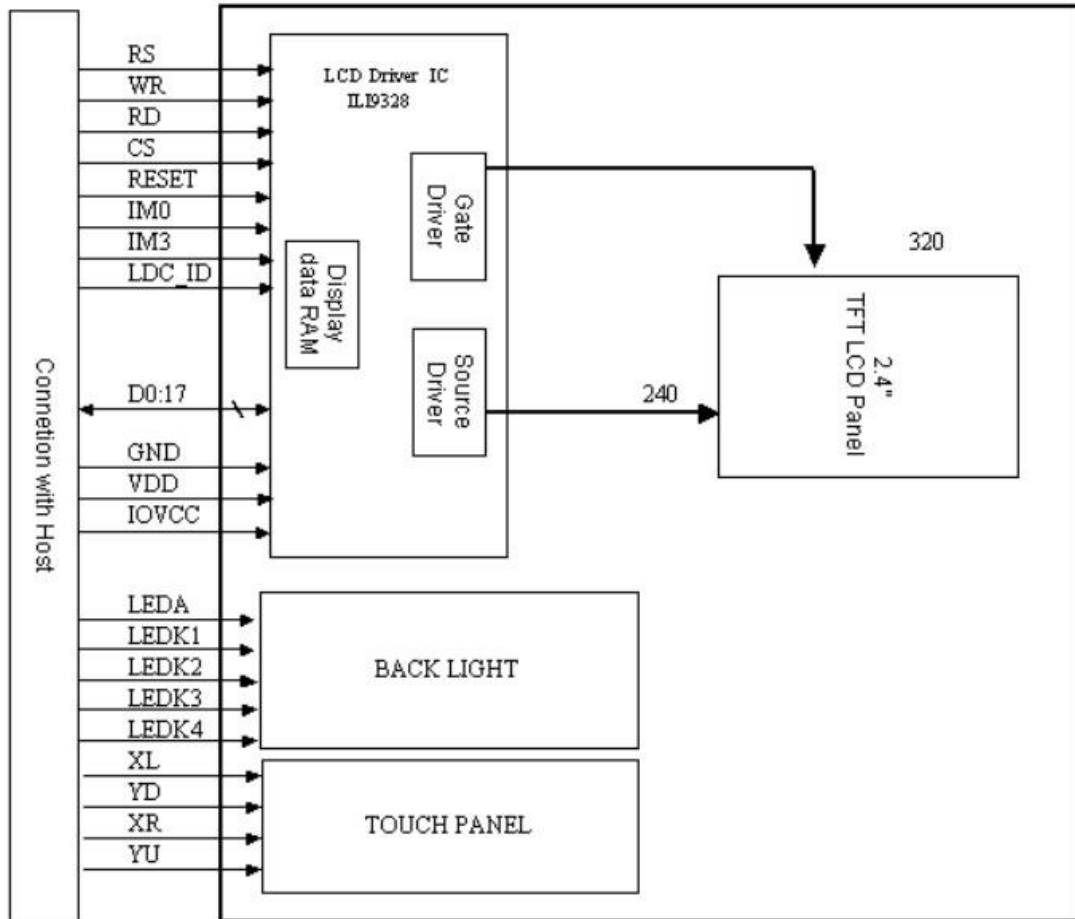 RS
WR
RD
CS
RESET
IM0
IM3
LDC_ID
D0:17
GND
VDD
IOVCC
LEDA
LEDK1
LEDK2
LEDK3
LEDK4
XL
YD
XR
YU
Connetion with Host
LCD Driver IC
ILI9328
Gate
Driver
Display
data RAM
Source
Driver
320
240
2.4"
TFT LCD Panel
BACK LIGHT
TOUCH PANEL